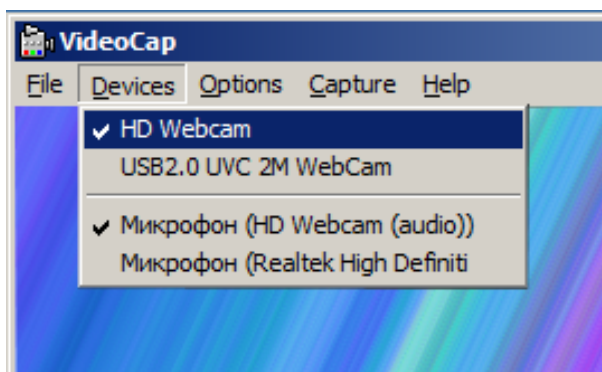 VideoCap
File Devices Options Capture Help
HD Webcam
USB2.0 UVC 2M WebCam
Микрофон (HD Webcam (audio))
Микрофон (Realtek High Definiti